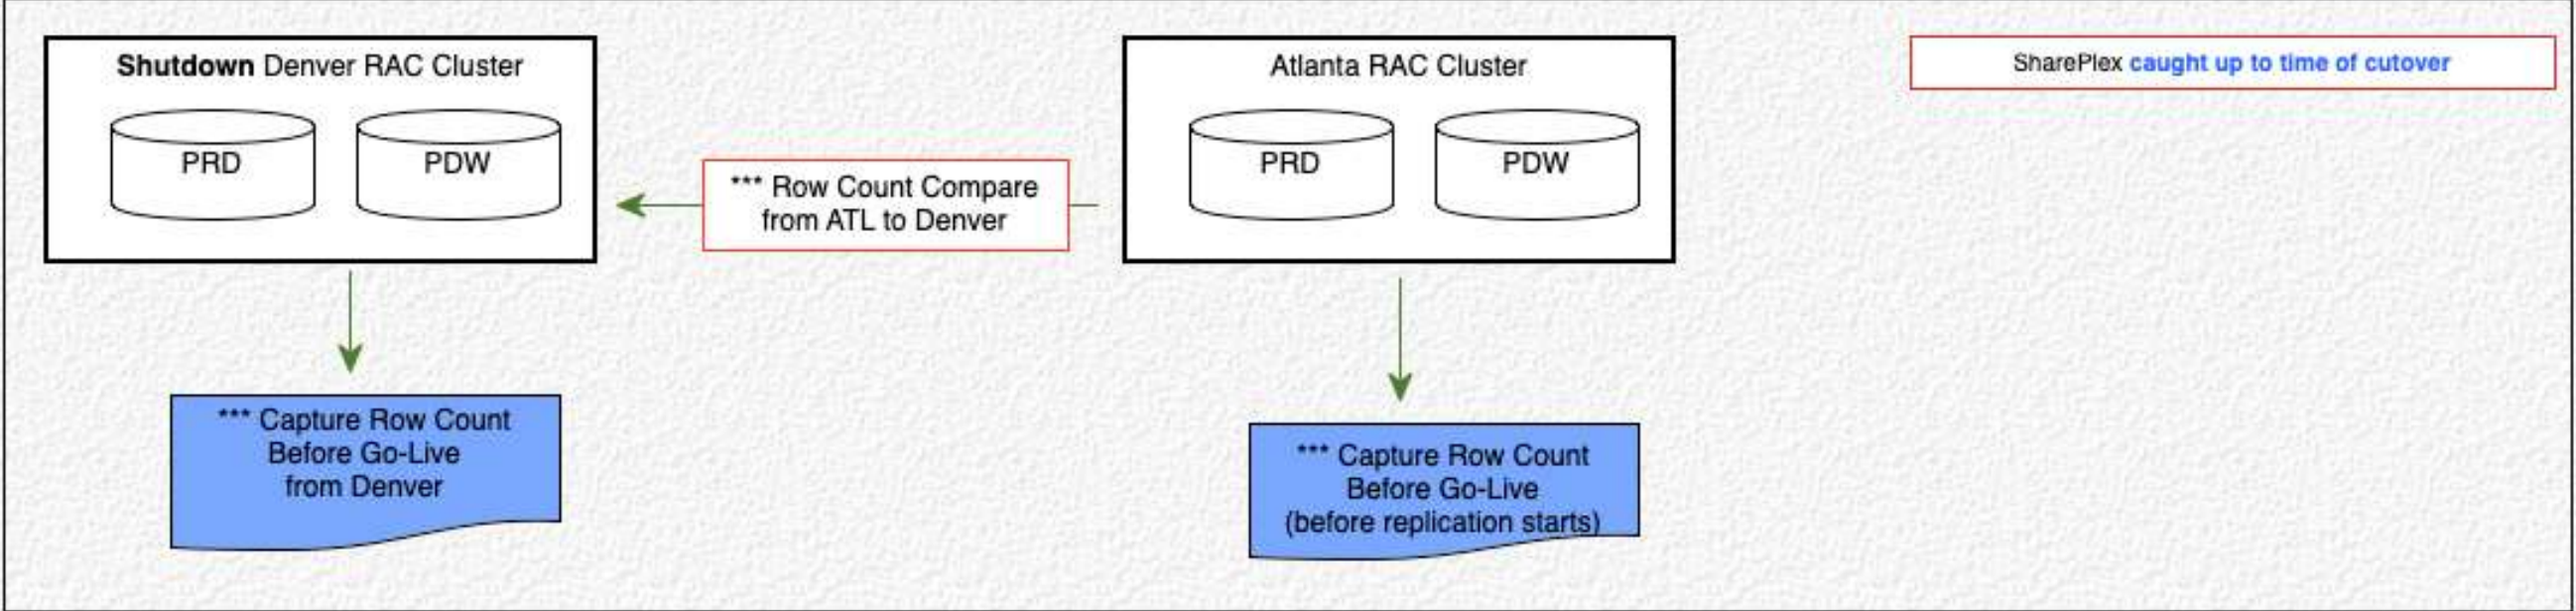 Shutdown Denver RAC Cluster
PRD
PDW
*** Row Count Compare
from ATL to Denver
Atlanta RAC Cluster
PRD
PDW
SharePlex caught up to time of cutover
*** Capture Row Count
Before Go-Live
from Denver
*** Capture Row Count
Before Go-Live
(before replication starts)